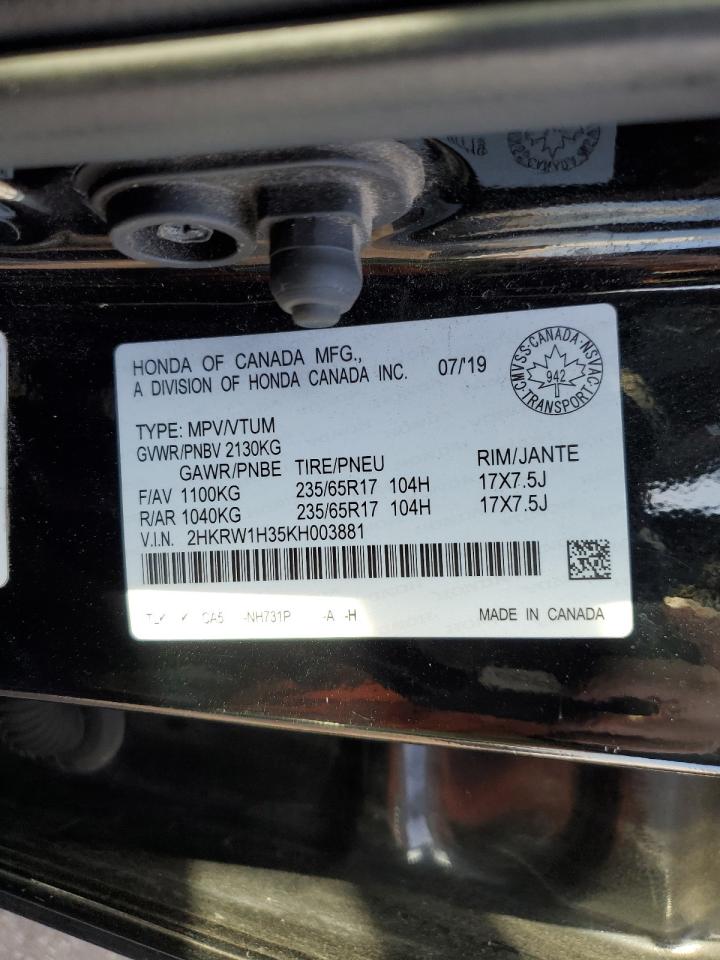 HONDA OF CANADA MFG.,
A DIVISION OF HONDA CANADA INC. 07/'19
CMVSS·CANADA·NSVAC
942
TRANSPORT
TYPE: MPV/VTUM
GVWR/PNBV 2130KG
GAWR/PNBE TIRE/PNEU RIM/JANTE
F/AV 1100KG 235/65R17 104H 17X7.5J
R/AR 1040KG 235/65R17 104H 17X7.5J
V.I.N. 2HKRW1H35KH003881
CA5 -NH731P -A -H MADE IN CANADA